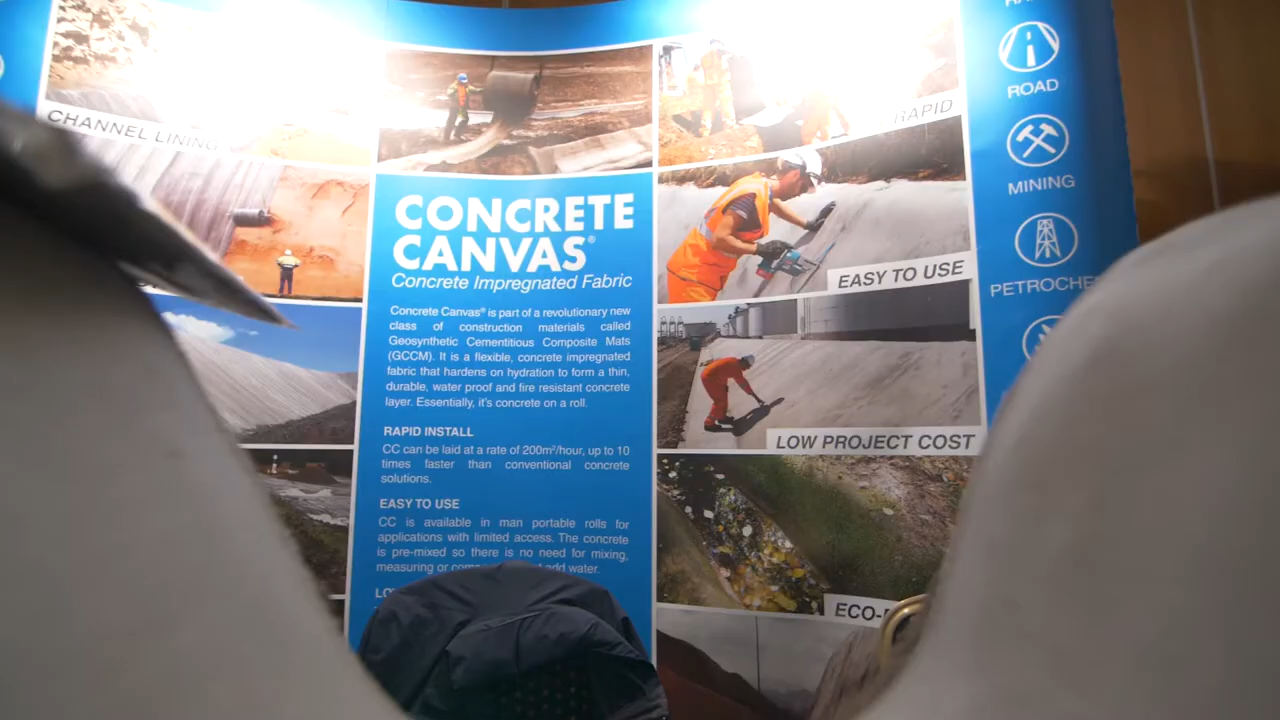 CHANNEL LINING
CONCRETE
CANVAS®
Concrete Impregnated Fabric
Concrete Canvas® is part of a revolutionary new
class of construction materials called
Geosynthetic Cementitious Composite Mats
(GCCM). It is a flexible, concrete impregnated
fabric that hardens on hydration to form a thin,
durable, water proof and fire resistant concrete
layer. Essentially, it's concrete on a roll.
RAPID INSTALL
CC can be laid at a rate of 200m²/hour, up to 10
times faster than conventional concrete
solutions.
EASY TO USE
CC is available in man portable rolls for
applications with limited access. The concrete
is pre-mixed so there is no need for mixing,
measuring or add water.
RAPID
EASY TO USE
LOW PROJECT COST
ECO-
ROAD
MINING
PETROCHE